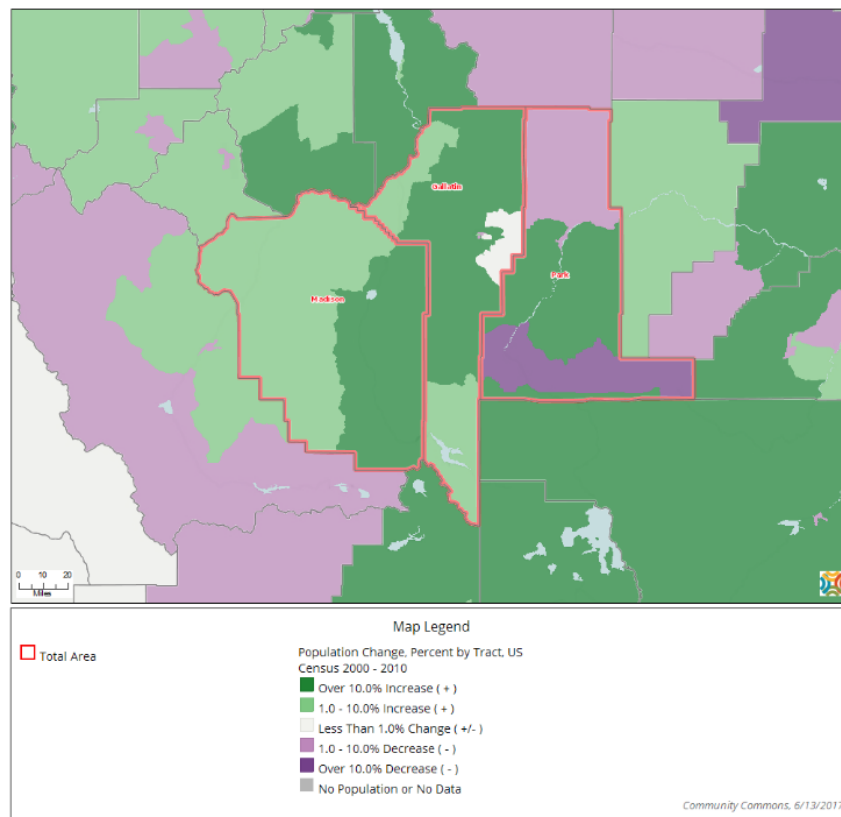 Gallatin
Park
Madison
0 10 20
Miles
Map Legend
Total Area
Population Change, Percent by Tract, US
Census 2000 - 2010
Over 10.0% Increase ( + )
1.0 - 10.0% Increase ( + )
Less Than 1.0% Change ( +/- )
1.0 - 10.0% Decrease ( - )
Over 10.0% Decrease ( - )
No Population or No Data
Community Commons, 6/13/2017